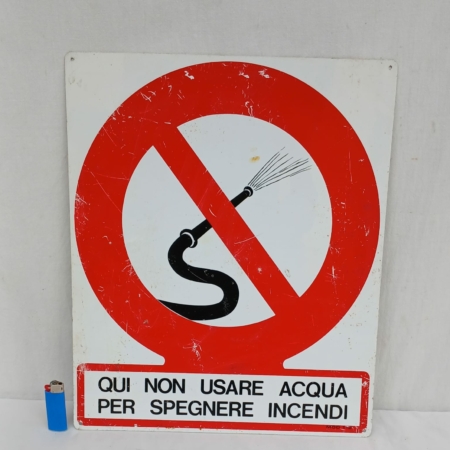 QUI NON USARE ACQUA
PER SPEGNERE INCENDI